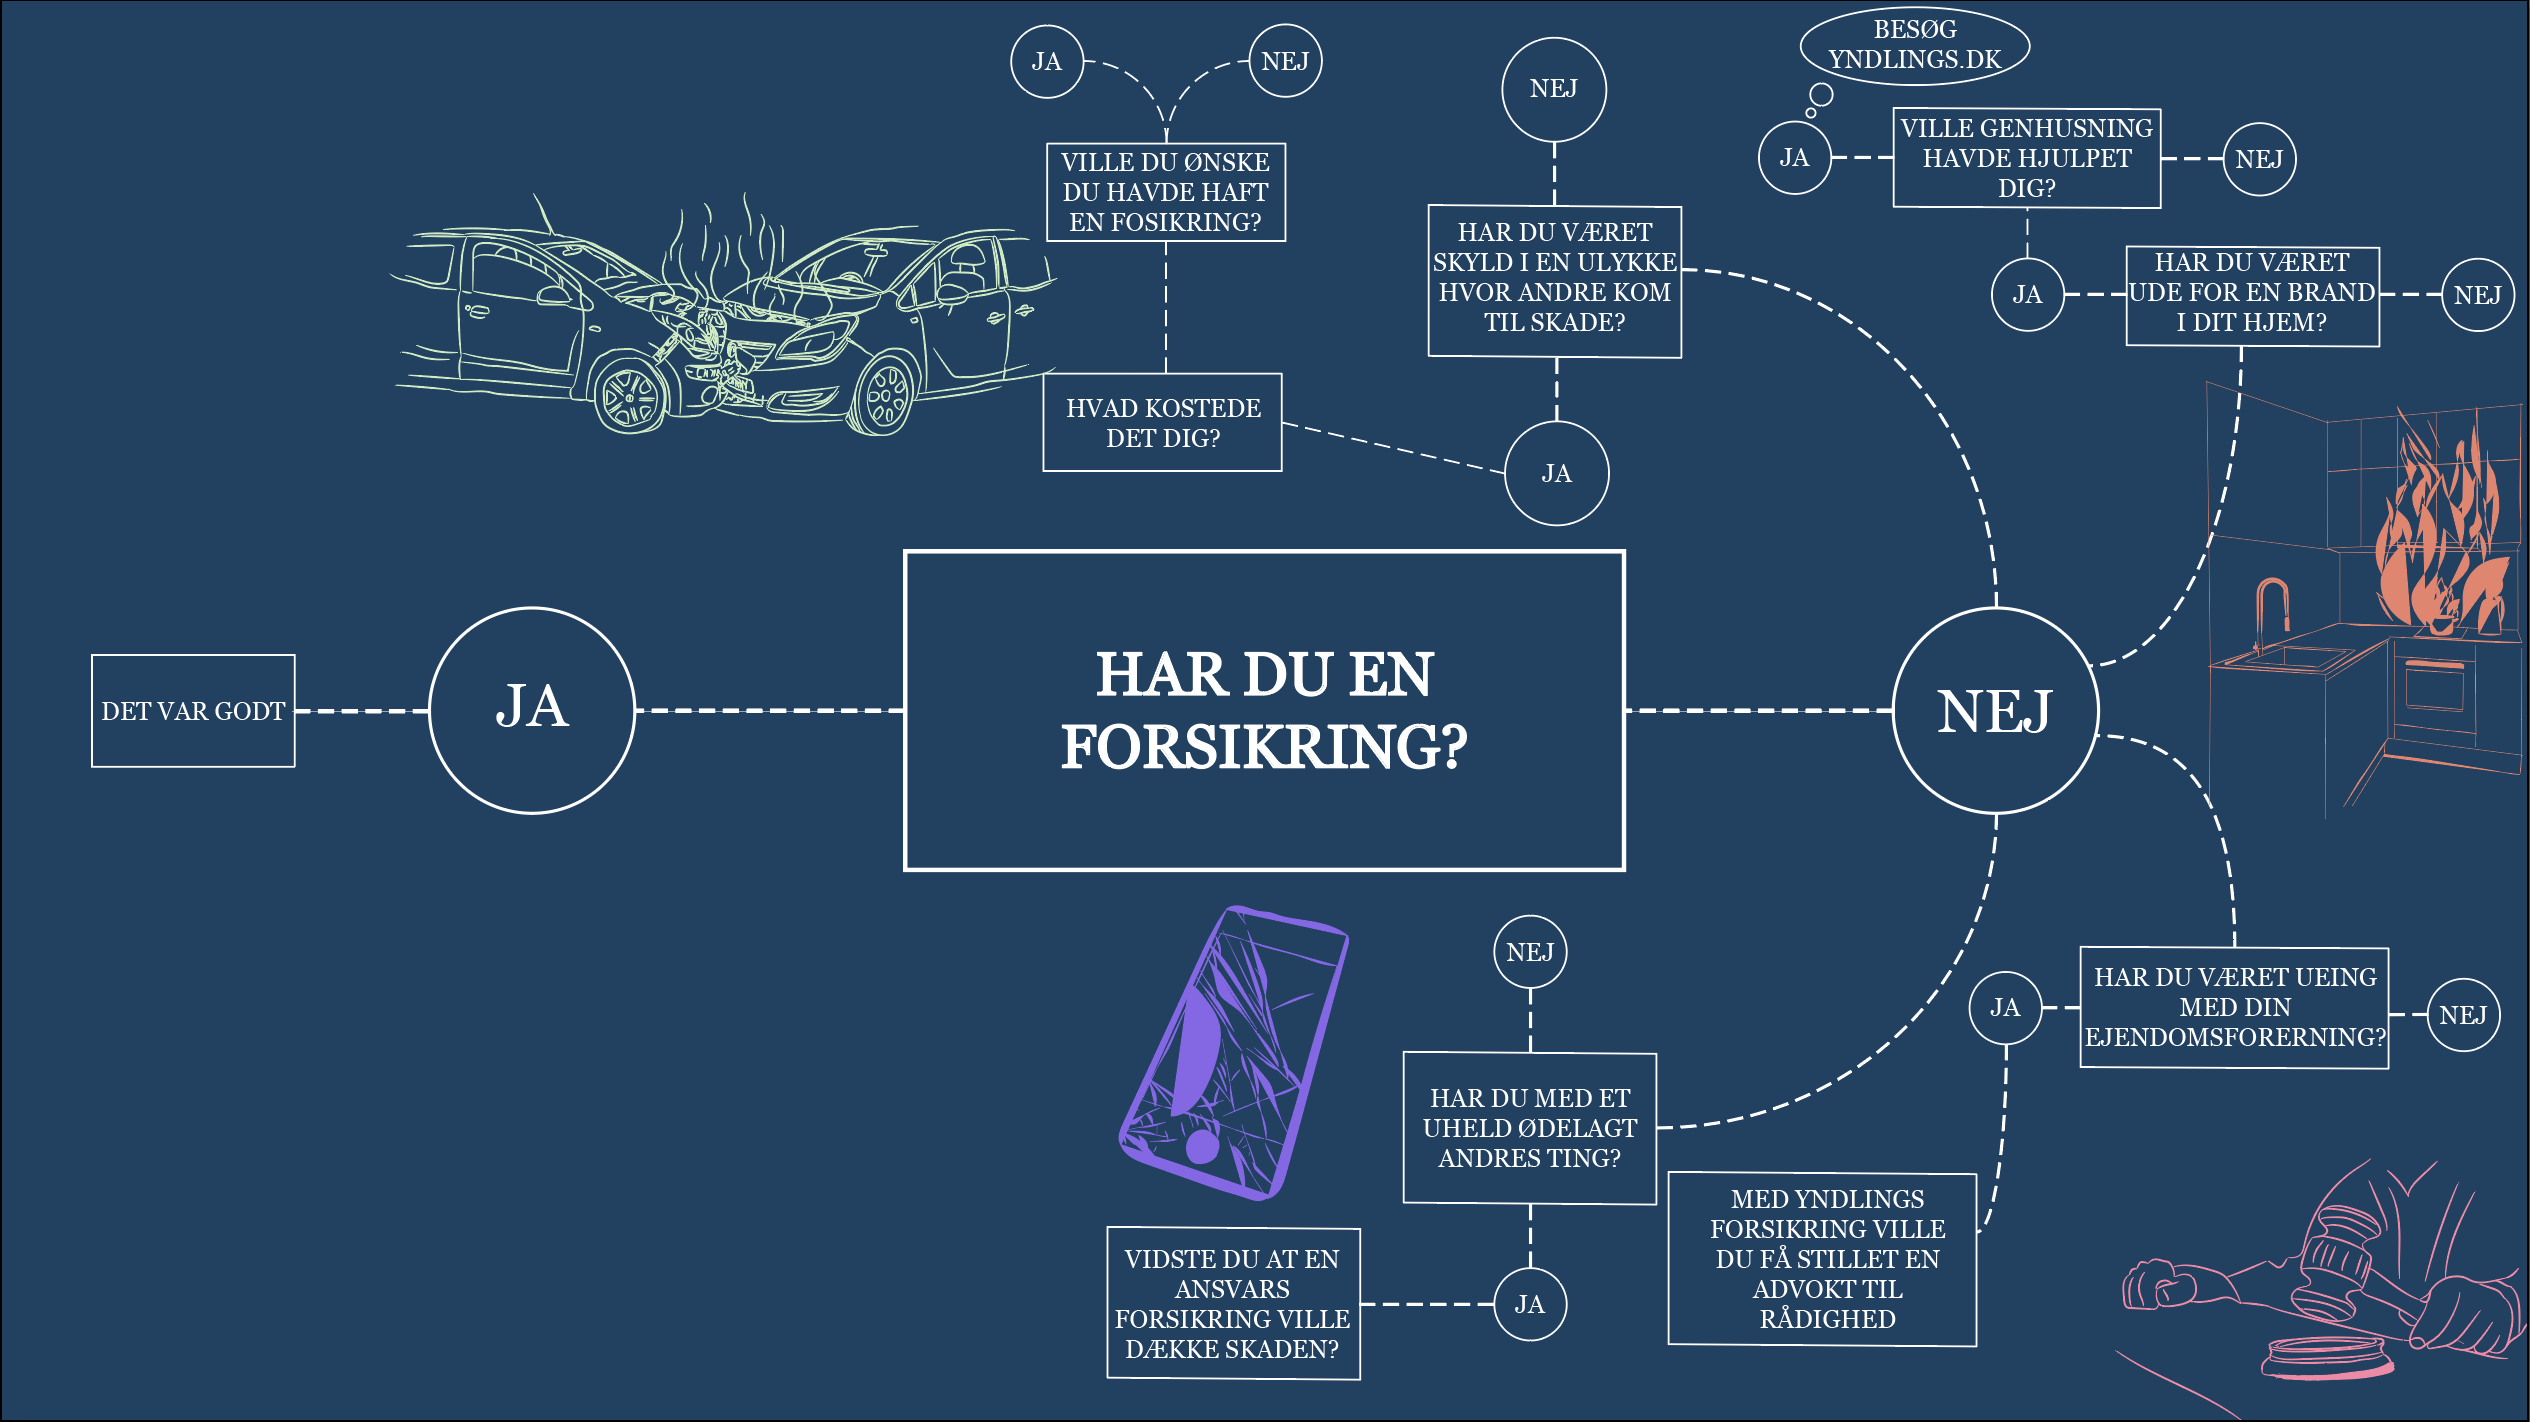 JA
NEJ
VILLE DU ØNSKE
DU HAVDE HAFT
EN FOSIKRING?
HVAD KOSTEDE
DET DIG?
NEJ
HAR DU VÆRET
SKYLD I EN ULYKKE
HVOR ANDRE KOM
TIL SKADE?
JA
BESØG
YNDLINGS.DK
JA
VILLE GENHUSNING
HAVDE HJULPET
DIG?
NEJ
JA
HAR DU VÆRET
UDE FOR EN BRAND
I DIT HJEM?
NEJ
DET VAR GODT
JA
HAR DU EN
FORSIKRING?
NEJ
NEJ
HAR DU MED ET
UHELD ØDELAGT
ANDRES TING?
JA
VIDSTE DU AT EN
ANSVARS
FORSIKRING VILLE
DÆKKE SKADEN?
JA
HAR DU VÆRET UEING
MED DIN
EJENDOMSFORERNING?
NEJ
MED YNDLINGS
FORSIKRING VILLE
DU FÅ STILLET EN
ADVOKT TIL
RÅDIGHED